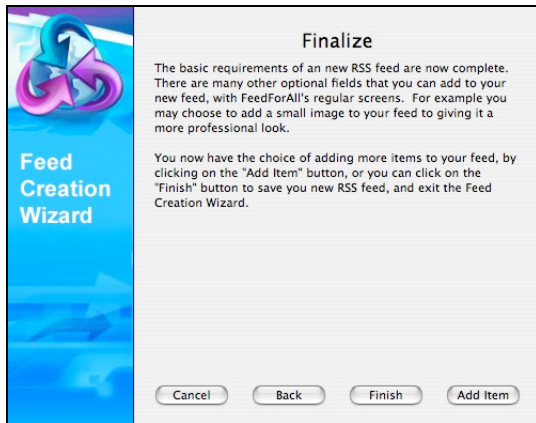 Finalize
The basic requirements of an new RSS feed are now complete.
There are many other optional fields that you can add to your
new feed, with FeedForAll's regular screens.  For example you
may choose to add a small image to your feed to giving it a
more professional look.
You now have the choice of adding more items to your feed, by
clicking on the "Add Item" button, or you can click on the
"Finish" button to save you new RSS feed, and exit the Feed
Creation Wizard.
Feed
Creation
Wizard
Cancel
Back
Finish
Add Item